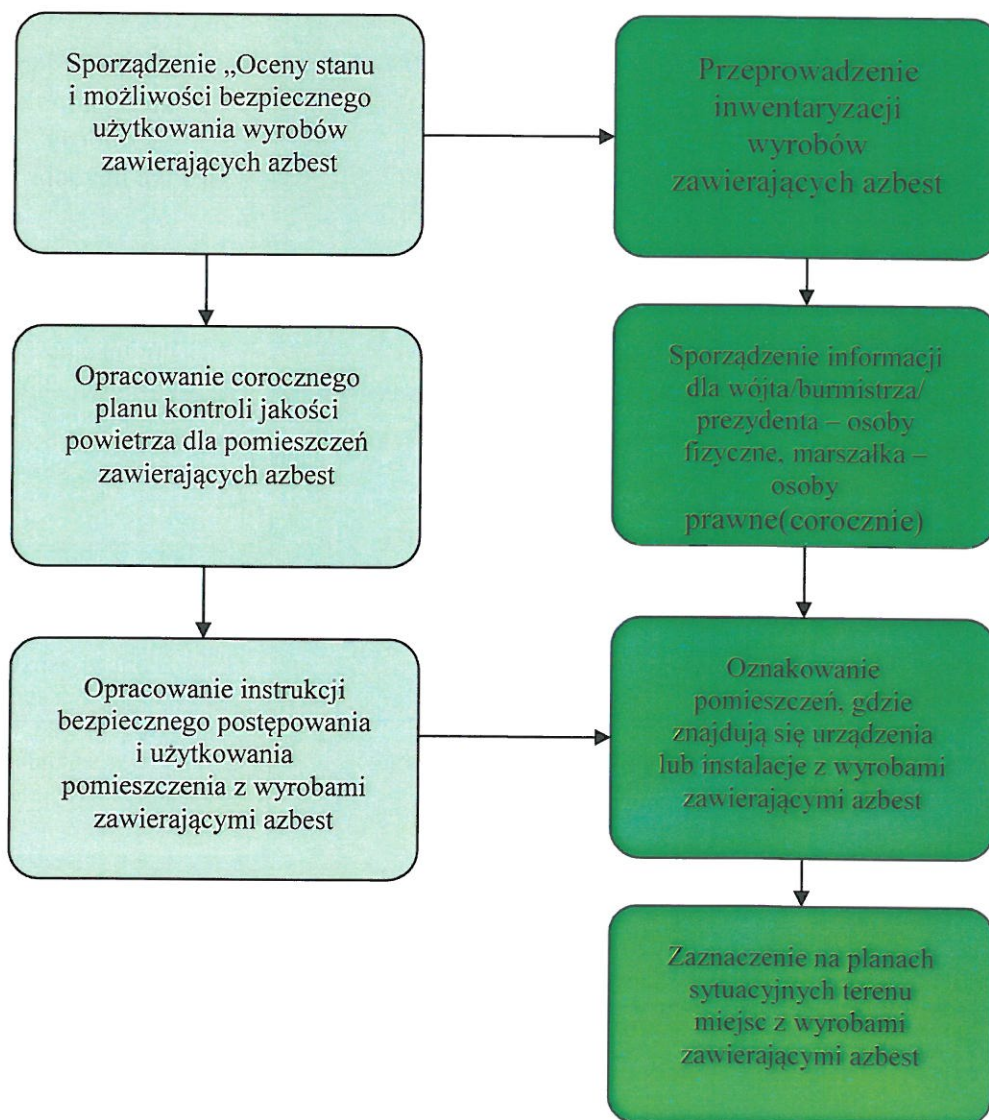 Sporządzenie „Oceny stanu
i możliwości bezpiecznego
użytkowania wyrobów
zawierających azbest
Przeprowadzenie
inwentaryzacji
wyrobów
zawierających azbest
Opracowanie corocznego
planu kontroli jakości
powietrza dla pomieszczeń
zawierających azbest
Sporządzenie informacji
dla wójta/burmistrza/
prezydenta – osoby
fizyczne, marszałka –
osoby
prawne(corocznie)
Opracowanie instrukcji
bezpiecznego postępowania
i użytkowania
pomieszczenia z wyrobami
zawierającymi azbest
Oznakowanie
pomieszczeń, gdzie
znajdują się urządzenia
lub instalacje z wyrobami
zawierającymi azbest
Zaznaczenie na planach
sytuacyjnych terenu
miejsc z wyrobami
zawierającymi azbest